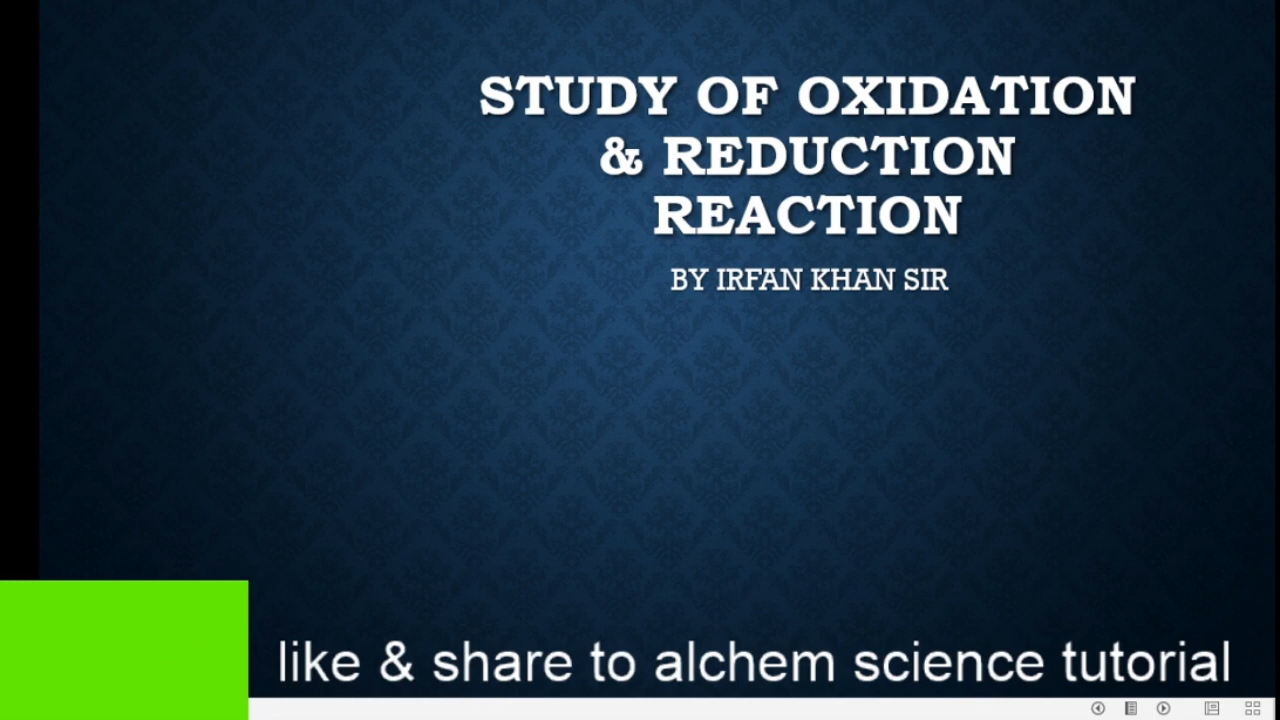 STUDY OF OXIDATION
& REDUCTION
REACTION
BY IRFAN KHAN SIR
like & share to alchem science tutorial